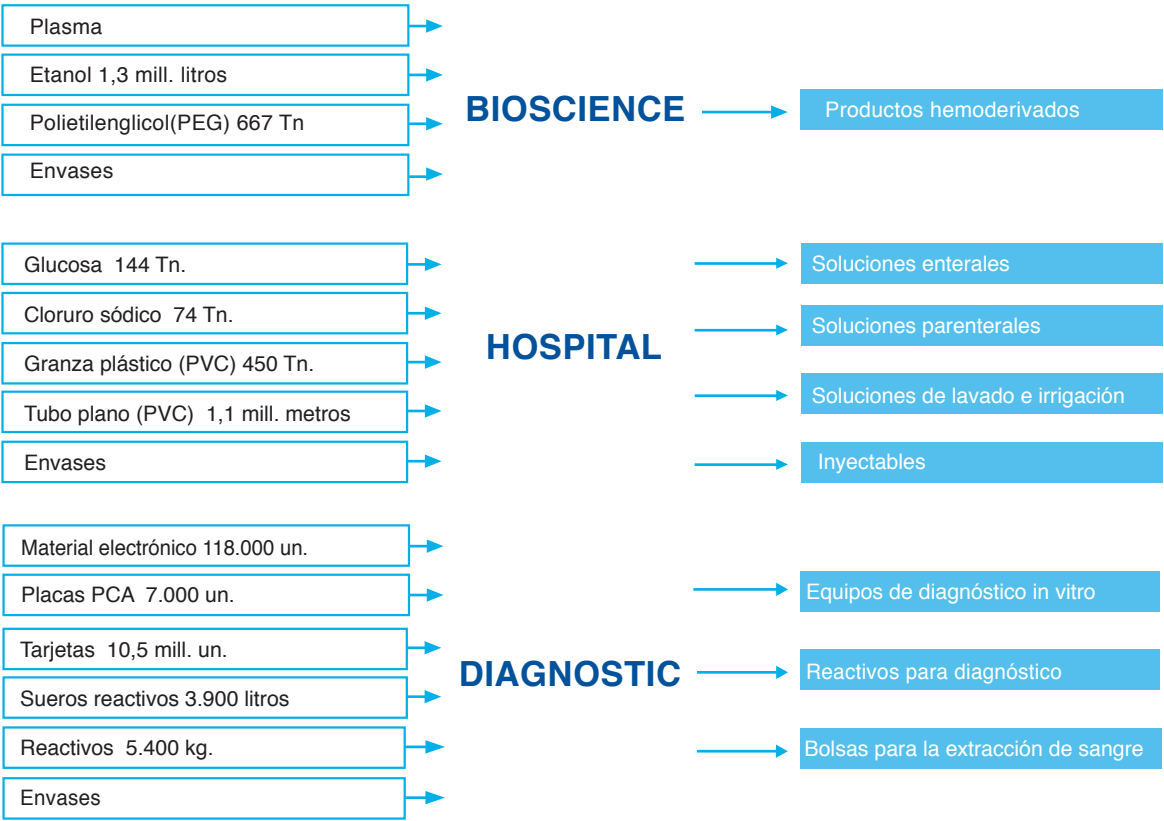 Plasma
Etanol 1,3 mill. litros
Polietilenglicol(PEG) 667 Tn
Envases
BIOSCIENCE
Productos hemoderivados
Glucosa 144 Tn.
Cloruro sódico 74 Tn.
Granza plástico (PVC) 450 Tn.
Tubo plano (PVC) 1,1 mill. metros
Envases
HOSPITAL
Soluciones enterales
Soluciones parenterales
Soluciones de lavado e irrigación
Inyectables
Material electrónico 118.000 un.
Placas PCA 7.000 un.
Tarjetas 10,5 mill. un.
Sueros reactivos 3.900 litros
Reactivos 5.400 kg.
Envases
DIAGNOSTIC
Equipos de diagnóstico in vitro
Reactivos para diagnóstico
Bolsas para la extracción de sangre